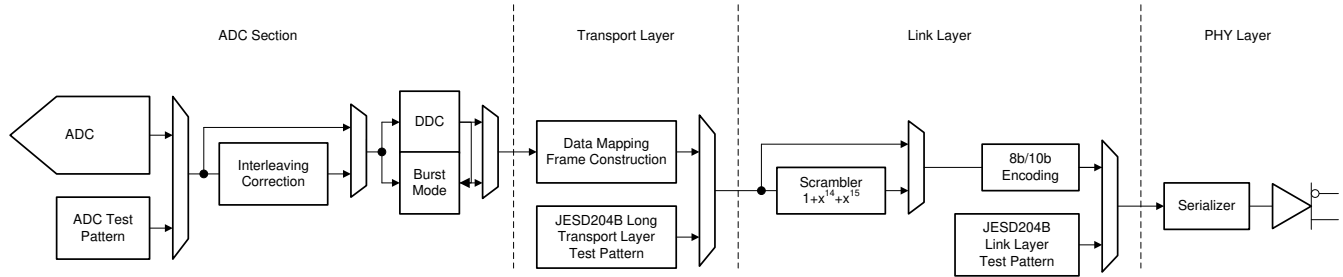 ADC Section
Transport Layer
Link Layer
PHY Layer
ADC
ADC Test
Pattern
Interleaving
Correction
DDC
Burst
Mode
Data Mapping
Frame Construction
JESD204B Long
Transport Layer
Test Pattern
Scrambler
1+x^14+x^15
8b/10b
Encoding
JESD204B
Link Layer
Test Pattern
Serializer